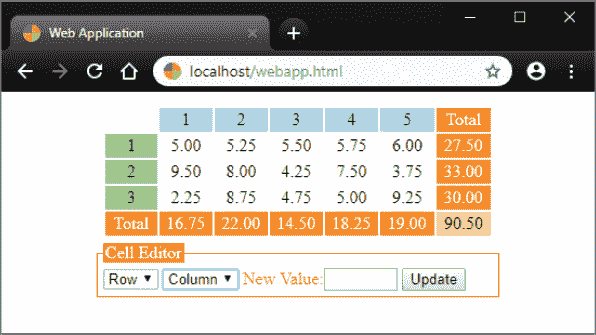 Web Application
localhost/webapp.html
1 2 3 4 5 Total
1 5.00 5.25 5.50 5.75 6.00 27.50
2 9.50 8.00 4.25 7.50 3.75 33.00
3 2.25 8.75 4.75 5.00 9.25 30.00
Total 16.75 22.00 14.50 18.25 19.00 90.50
Cell Editor
Row Column New Value: Update